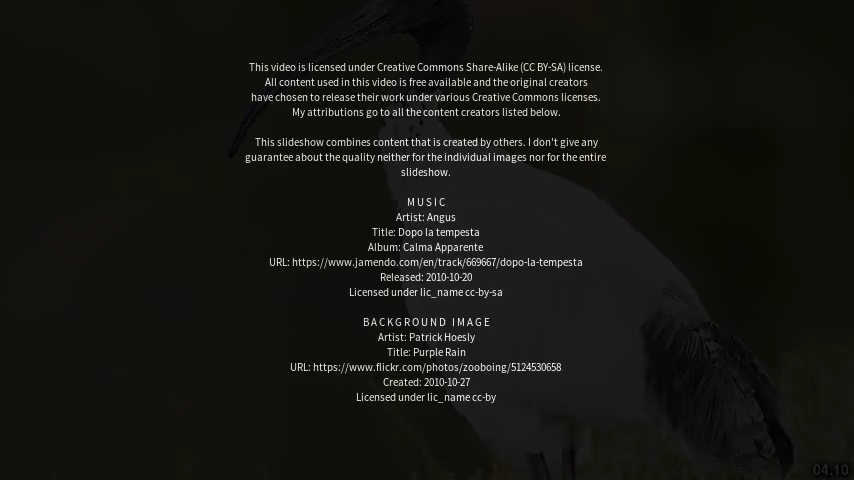 This video is licensed under Creative Commons Share-Alike (CC BY-SA) license.
All content used in this video is free available and the original creators
have chosen to release their work under various Creative Commons licenses.
My attributions go to all the content creators listed below.
This slideshow combines content that is created by others. I don't give any
guarantee about the quality neither for the individual images nor for the entire
slideshow.
MUSIC
Artist: Angus
Title: Dopo la tempesta
Album: Calma Apparente
URL: https://www.jamendo.com/en/track/669667/dopo-la-tempesta
Released: 2010-10-20
Licensed under lic_name cc-by-sa
BACKGROUND IMAGE
Artist: Patrick Hoesly
Title: Purple Rain
URL: https://www.flickr.com/photos/zooboing/5124530658
Created: 2010-10-27
Licensed under lic_name cc-by
04.10